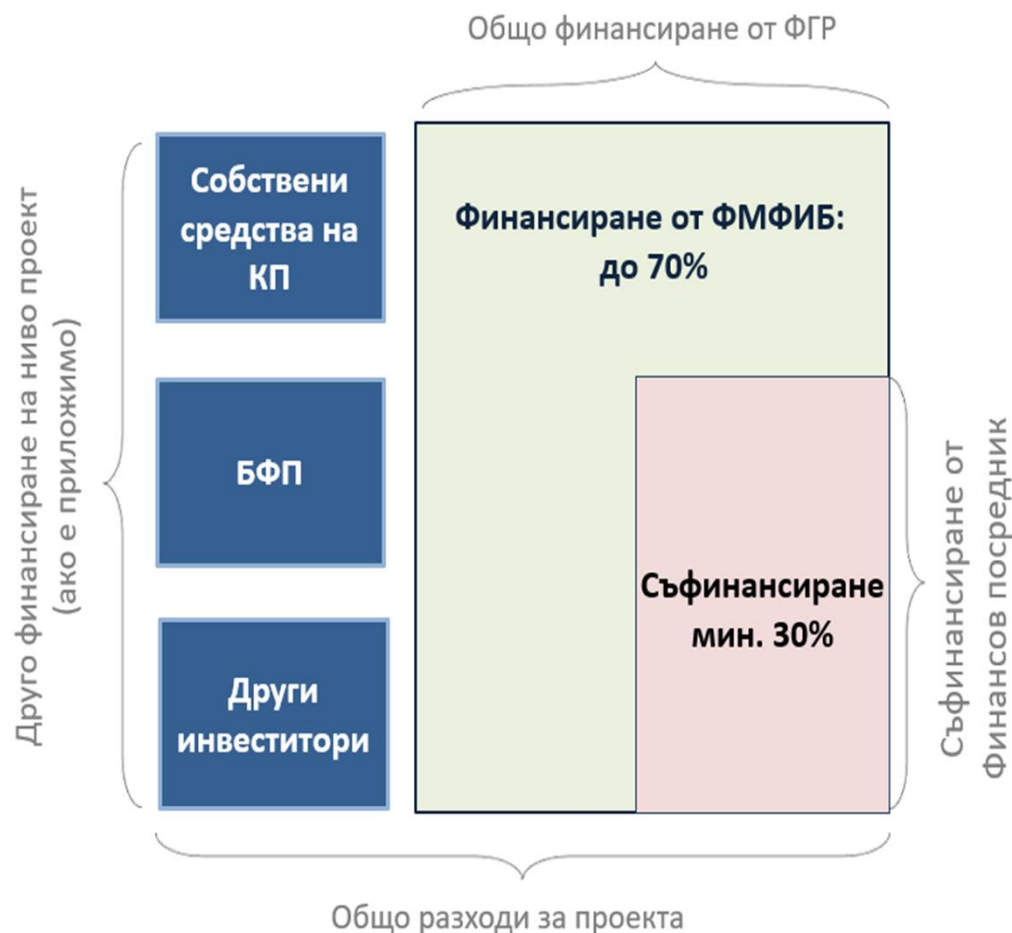 Общо финансиране от ФГР
Друго финансиране на ниво проект
(ако е приложимо)
Собствени
средства на
КП
БФП
Други
инвеститори
Финансиране от ФМФИБ:
до 70%
Съфинансиране
мин. 30%
Съфинансиране от
Финансов посредник
Общо разходи за проекта